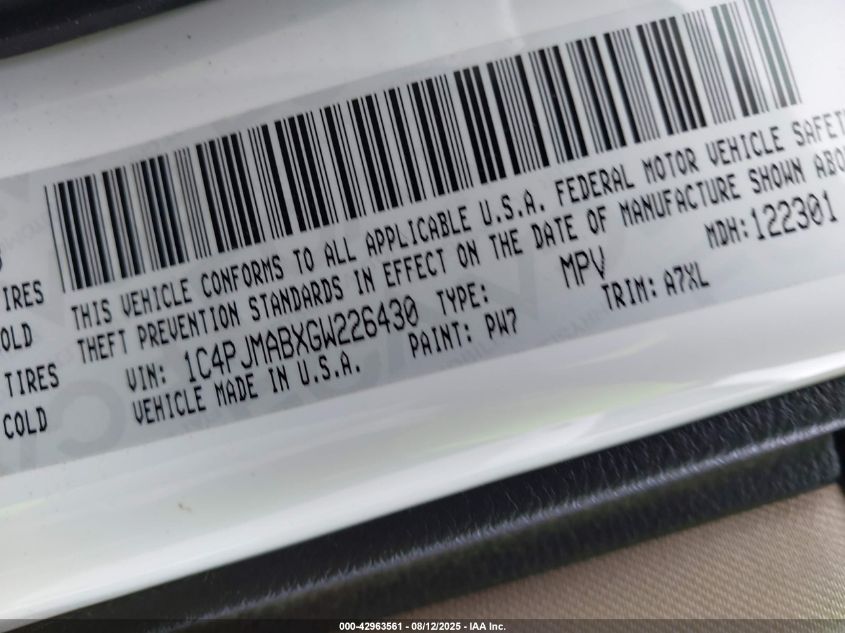 THIS VEHICLE CONFORMS TO ALL APPLICABLE U.S.A. FEDERAL MOTOR VEHICLE SAFET
THEFT PREVENTION STANDARDS IN EFFECT ON THE DATE OF MANUFACTURE SHOWN ABO
VIN: 1C4PJMABXGW226430 TYPE: MPV MDH: 122301
VEHICLE MADE IN U.S.A. PAINT: PW7 TRIM: A7XL
IRES
OLD
TIRES
COLD
000-42963561 - 08/12/2025 - IAA Inc.